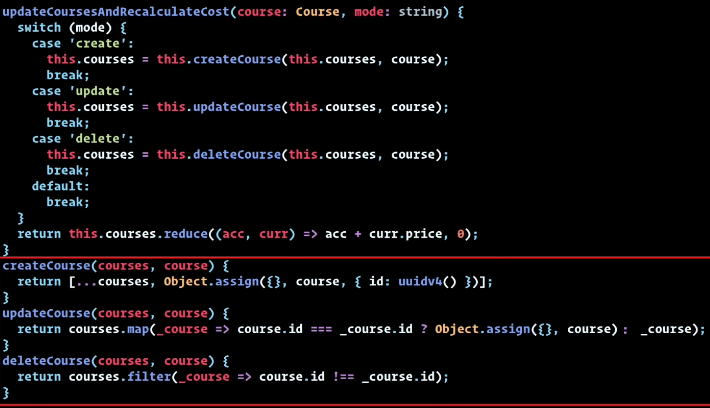 updateCoursesAndRecalculateCost(course: Course, mode: string) {
  switch (mode) {
    case 'create':
      this.courses = this.createCourse(this.courses, course);
      break;
    case 'update':
      this.courses = this.updateCourse(this.courses, course);
      break;
    case 'delete':
      this.courses = this.deleteCourse(this.courses, course);
      break;
    default:
      break;
  }
  return this.courses.reduce((acc, curr) => acc + curr.price, 0);
}
createCourse(courses, course) {
  return [...courses, Object.assign({}, course, { id: uuidv4() })];
}
updateCourse(courses, course) {
  return courses.map(_course => course.id === _course.id ? Object.assign({}, course) : _course);
}
deleteCourse(courses, course) {
  return courses.filter(_course => course.id !== _course.id);
}